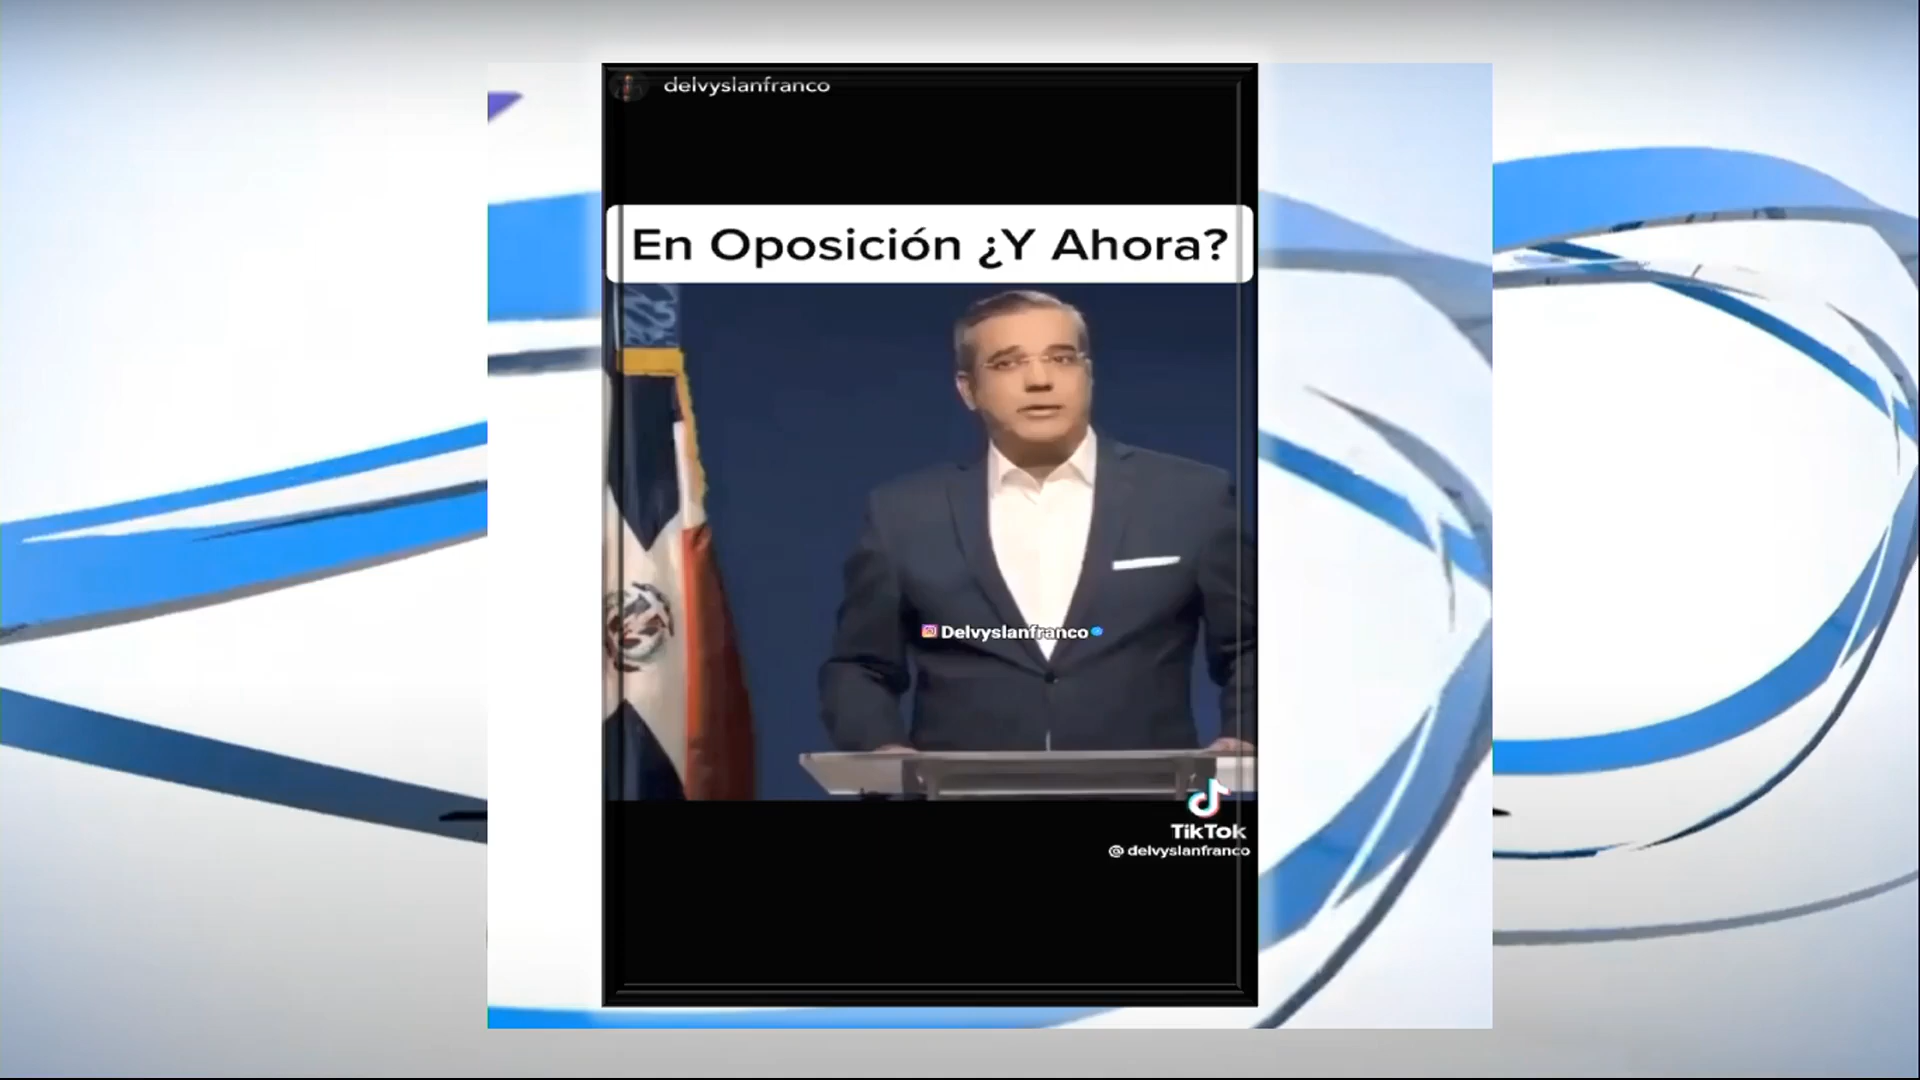 delvyslanfranco
En Oposición ¿Y Ahora?
Delvyslanfranco
TikTok
@ delvyslanfranco